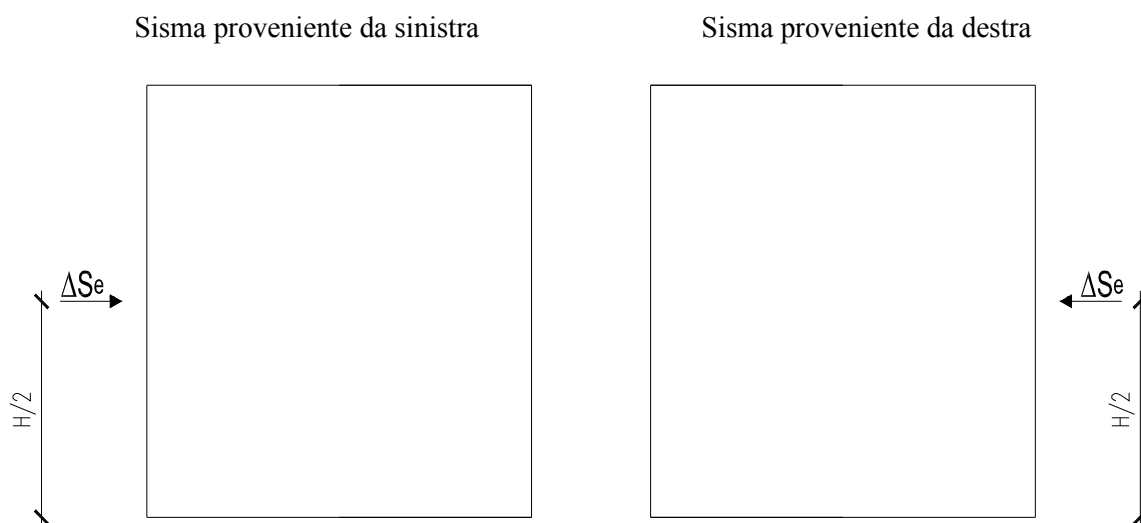 Sisma proveniente da sinistra
Sisma proveniente da destra
ΔSe
ΔSe
H/2
H/2